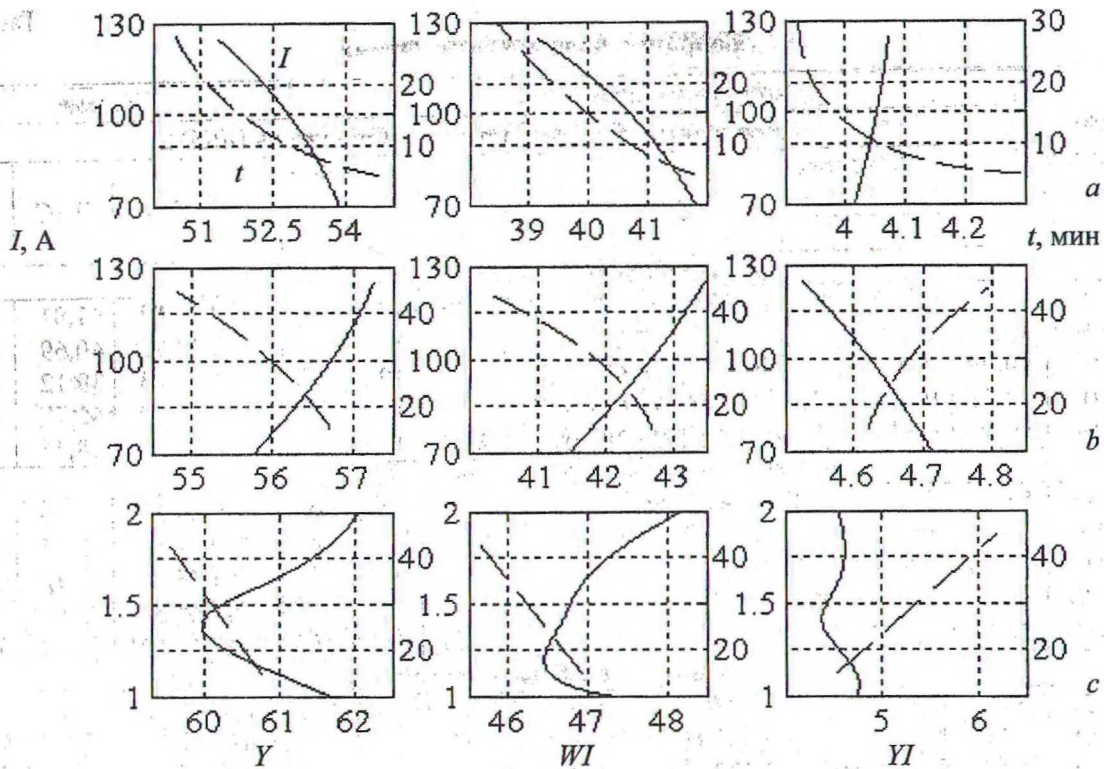 130 130 130 30
I
20 20 20
100 100 100
10 10 10
t
70 70 70 a
I, A 51 52.5 54 39 40 41 4 4.1 4.2 t, мин
130 130 130
40 40 40
100 100 100
20 20 20
70 70 70 b
55 56 57 41 42 43 4.6 4.7 4.8
2 2 2
40 40 40
1.5 1.5 1.5
20 20 20
1 1 1 c
60 61 62 46 47 48 5 6
Y WI YI